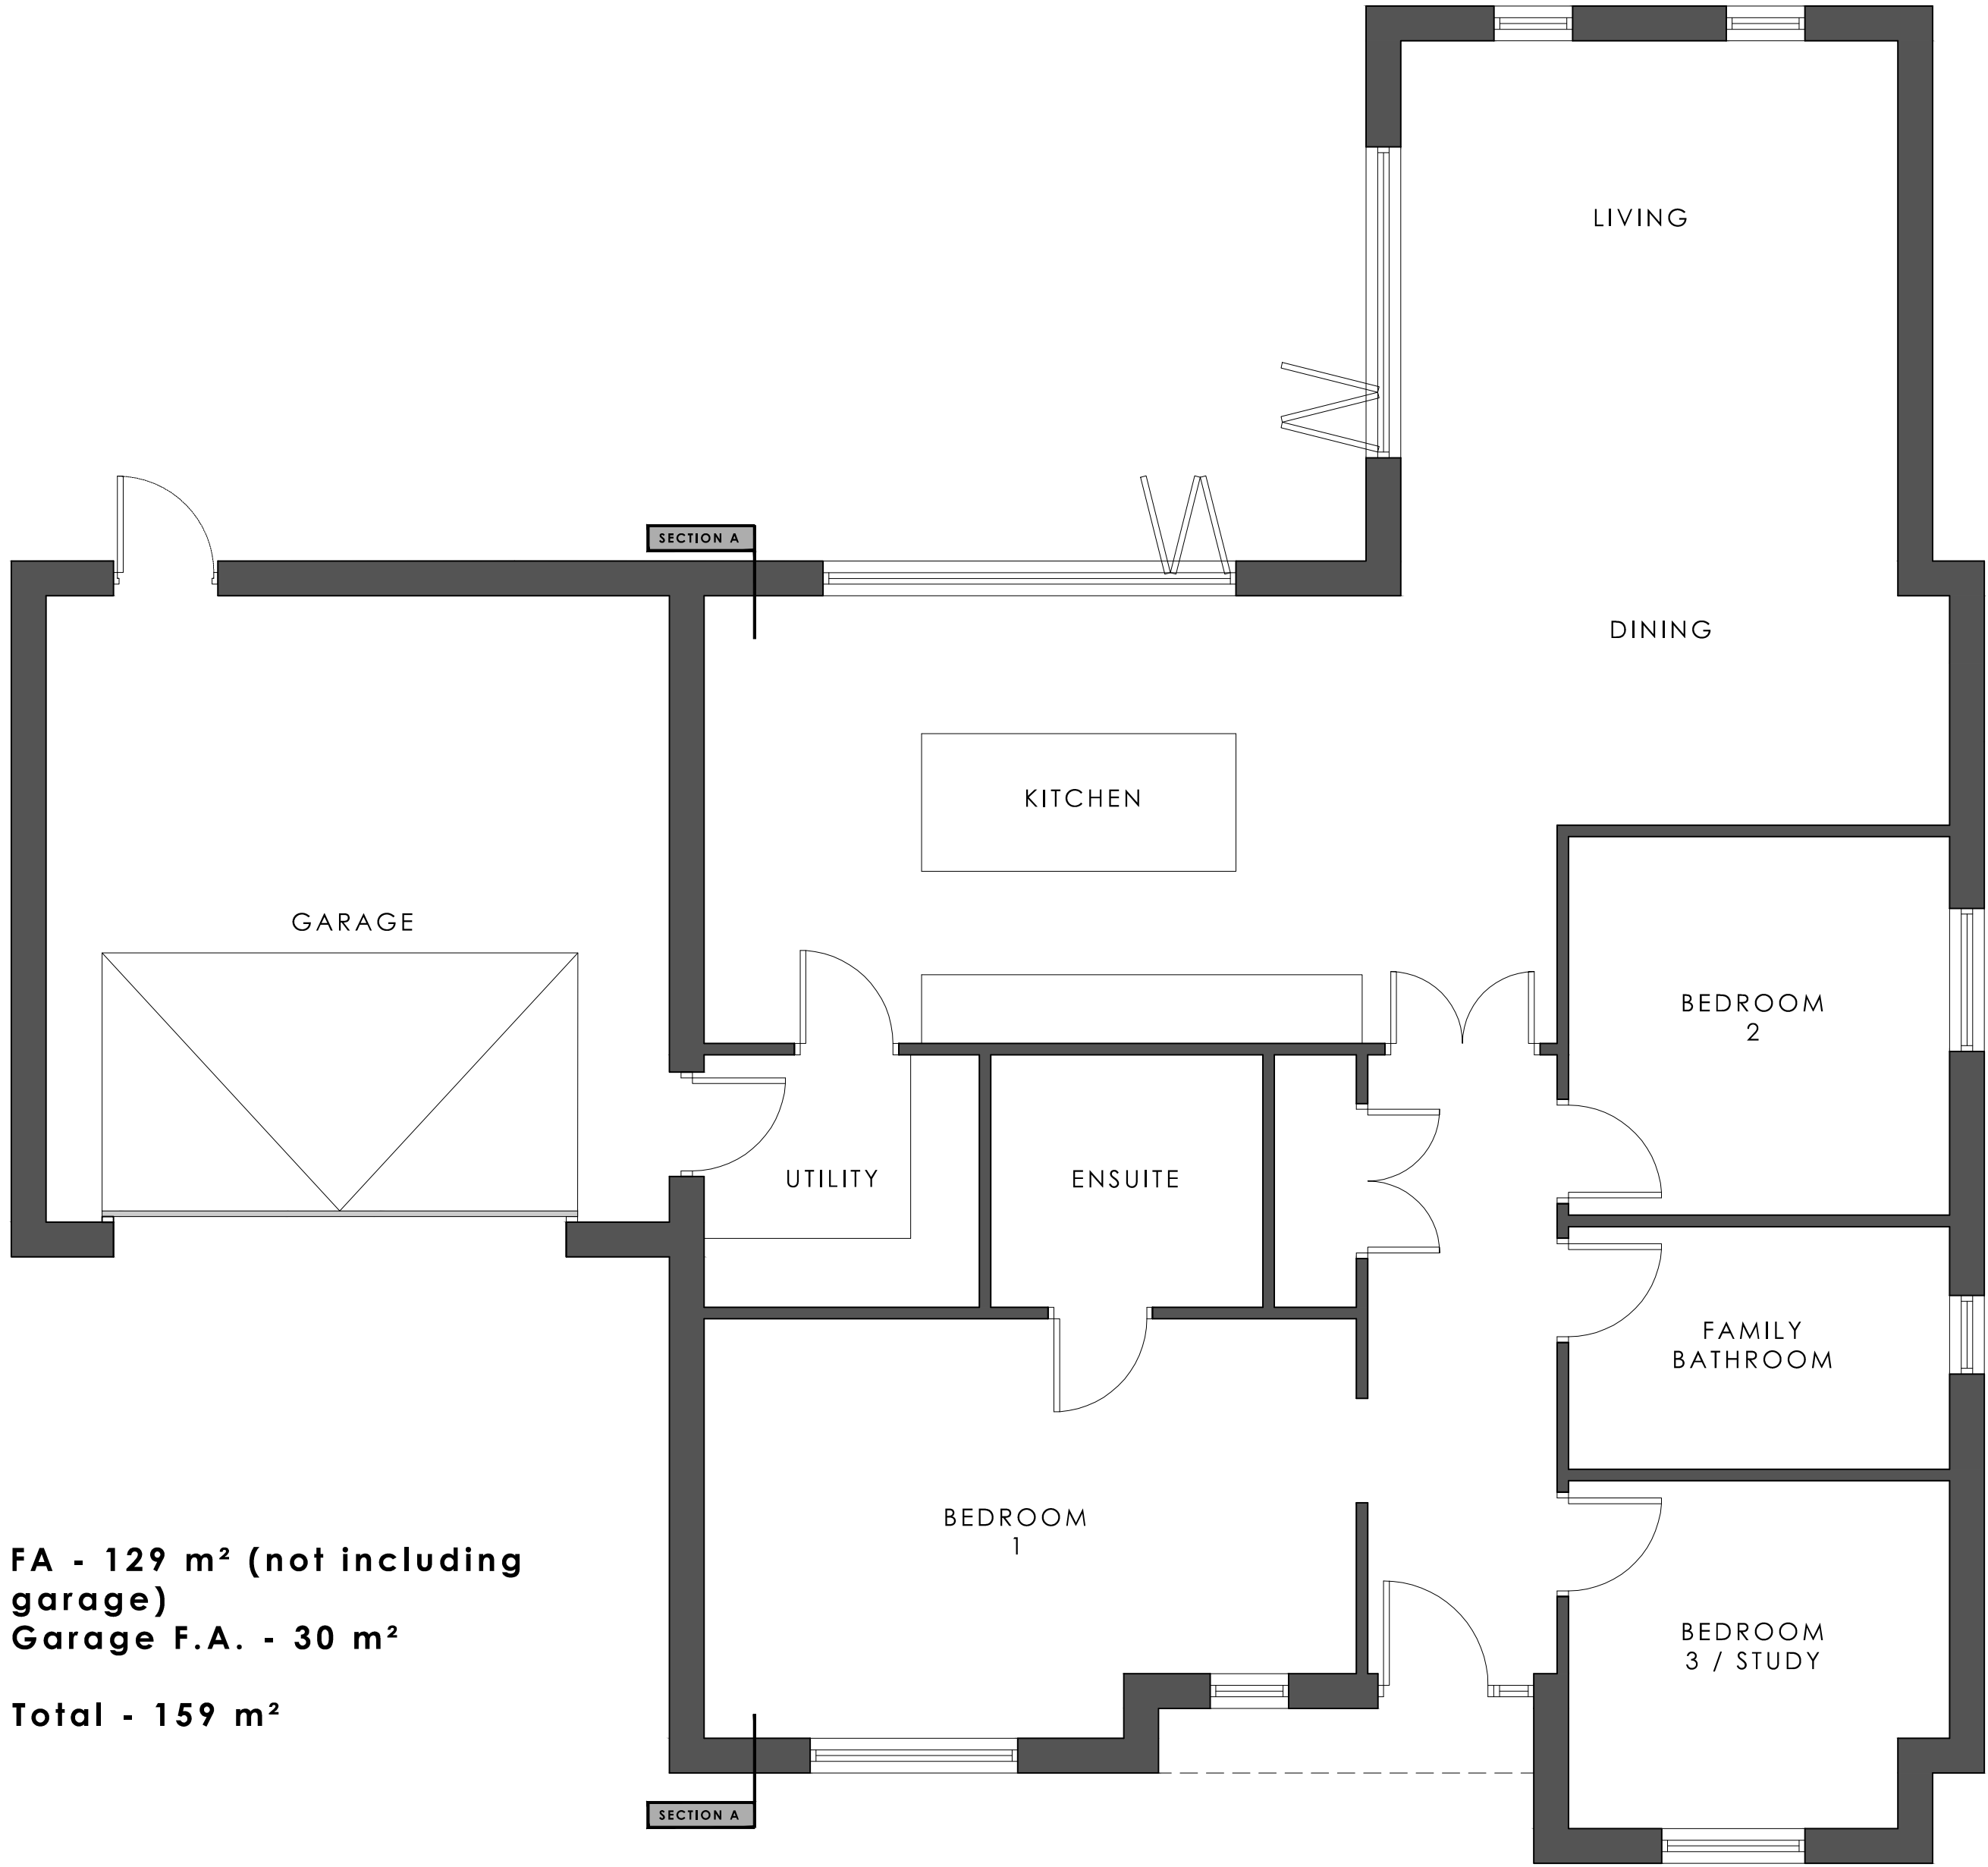 LIVING
SECTION A
DINING
KITCHEN
GARAGE
BEDROOM
2
UTILITY
ENSUITE
FAMILY
BATHROOM
BEDROOM
1
BEDROOM
3 / STUDY
FA - 129 m² (not including
garage)
Garage F.A. - 30 m²
Total - 159 m²
SECTION A